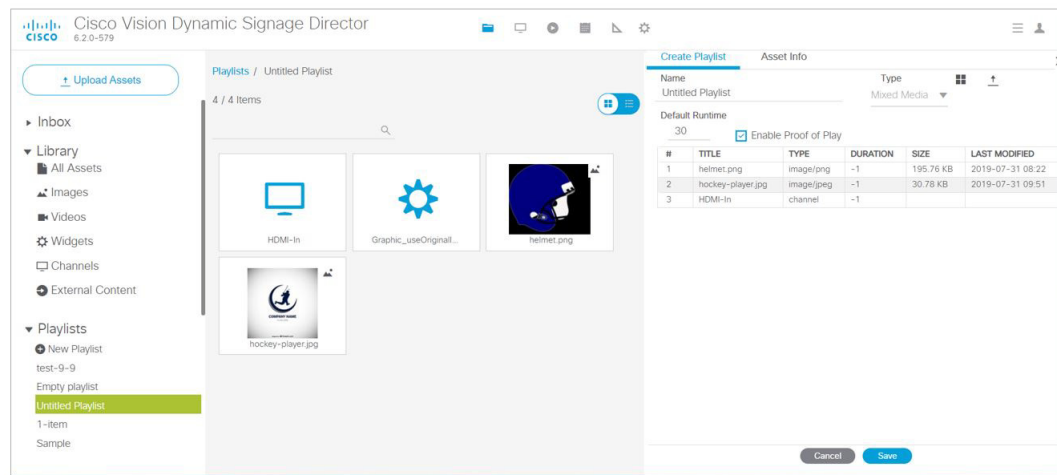 Cisco Vision Dynamic Signage Director
CISCO
6.2.0-579
Upload Assets
Inbox
Library
All Assets
Images
Videos
Widgets
Channels
External Content
Playlists
New Playlist
test-9-9
Empty playlist
Untitled Playlist
1-item
Sample
Playlists / Untitled Playlist
4 / 4 Items
HDMI-In
Graphic_useOriginall...
helmet.png
COMPANY NAME
hockey-player.jpg
Create Playlist Asset Info
Name Type
Untitled Playlist Mixed Media
Default Runtime
30 Enable Proof of Play
# TITLE TYPE DURATION SIZE LAST MODIFIED
1 helmet.png image/png -1 195.76 KB 2019-07-31 08:22
2 hockey-player.jpg image/jpeg -1 30.78 KB 2019-07-31 09:51
3 HDMI-In channel -1
Cancel Save